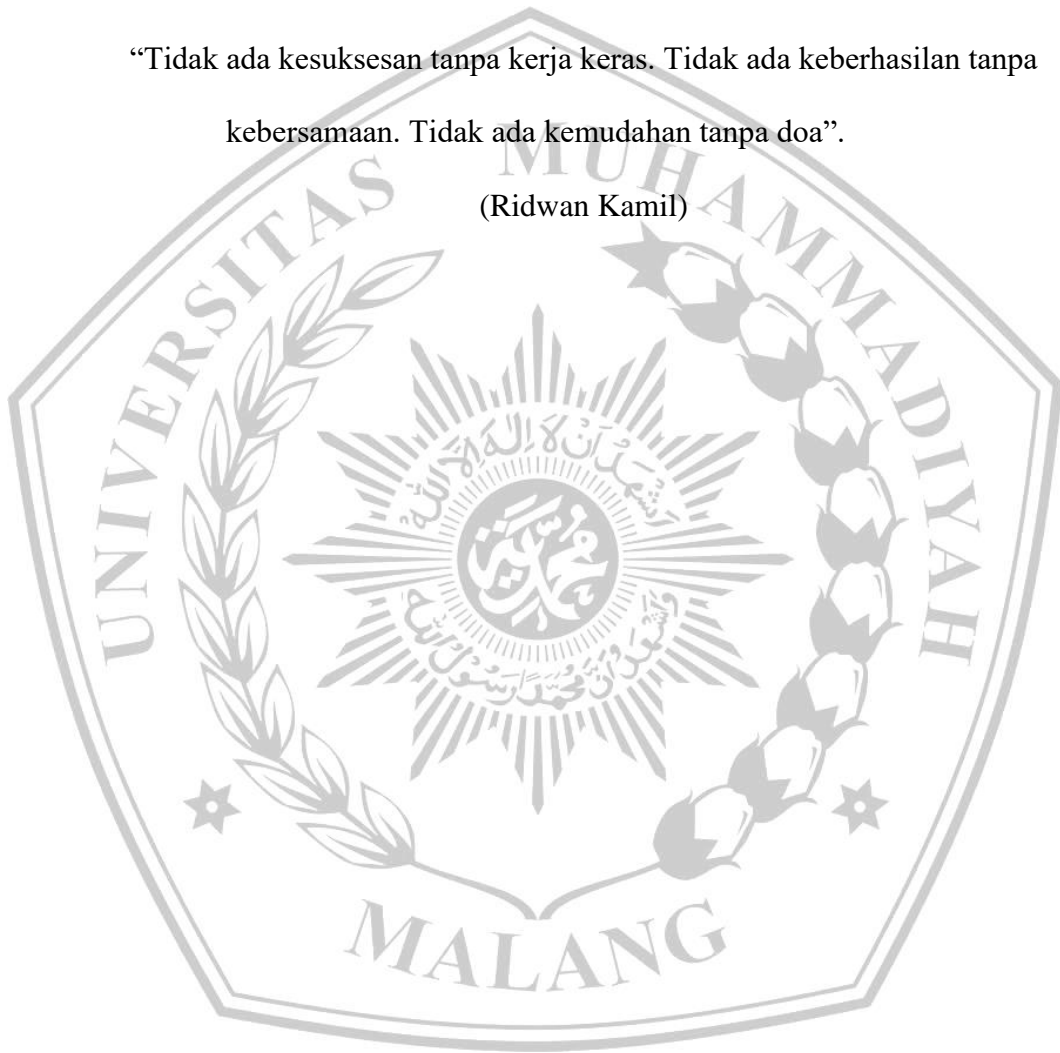 “Tidak ada kesuksesan tanpa kerja keras. Tidak ada keberhasilan tanpa
kebersamaan. Tidak ada kemudahan tanpa doa”.
(Ridwan Kamil)
UNIVERSITAS MUHAMMADIYAH
MALANG